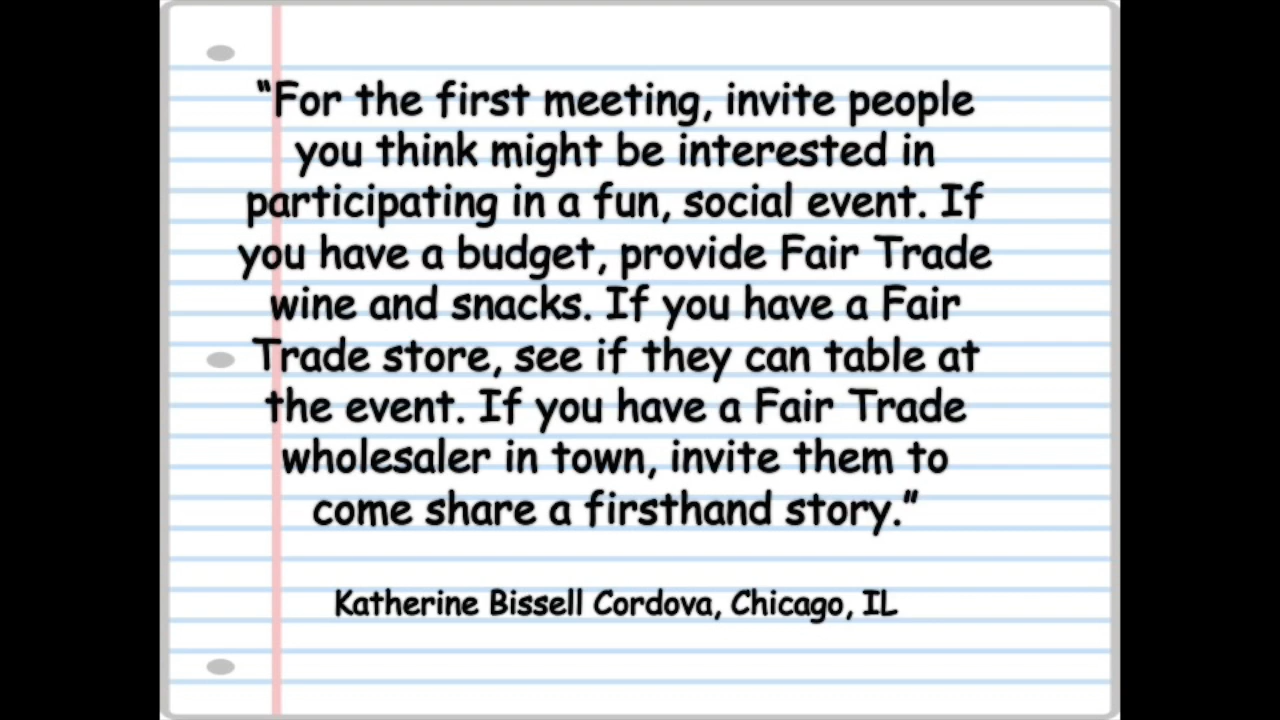 “For the first meeting, invite people
you think might be interested in
participating in a fun, social event. If
you have a budget, provide Fair Trade
wine and snacks. If you have a Fair
Trade store, see if they can table at
the event. If you have a Fair Trade
wholesaler in town, invite them to
come share a firsthand story.”
Katherine Bissell Cordova, Chicago, IL